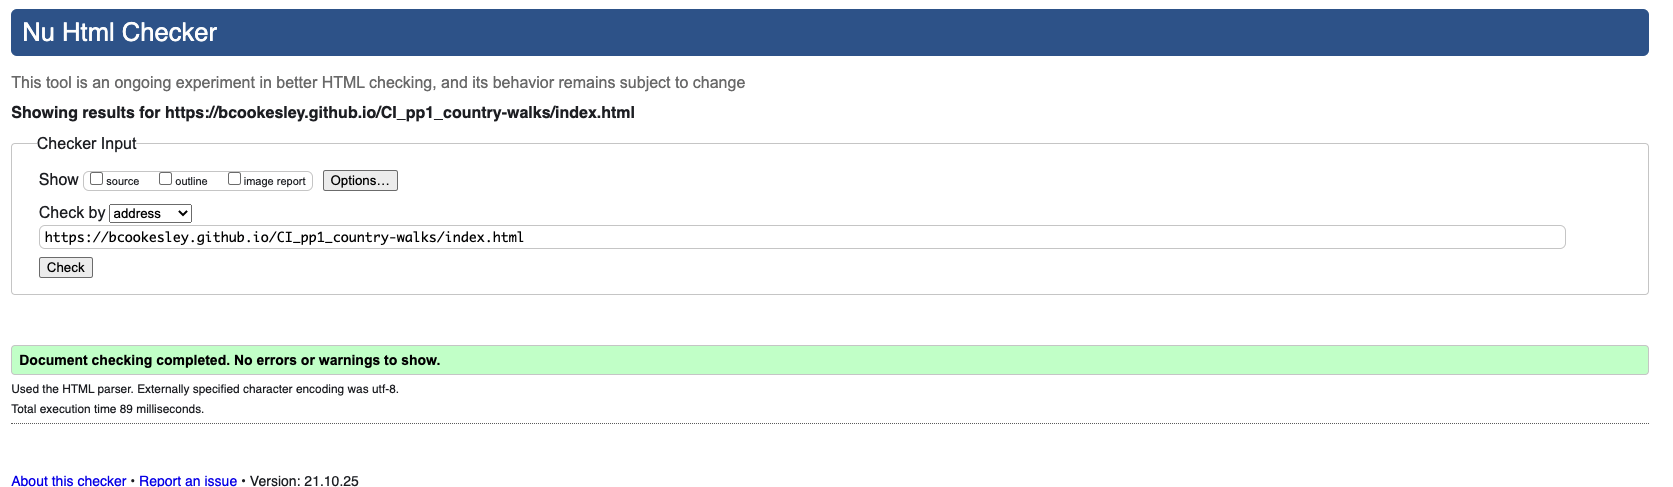 Nu Html Checker
This tool is an ongoing experiment in better HTML checking, and its behavior remains subject to change
Showing results for https://bcookesley.github.io/CI_pp1_country-walks/index.html
Checker Input
Show source outline image report Options...
Check by address
https://bcookesley.github.io/CI_pp1_country-walks/index.html
Check
Document checking completed. No errors or warnings to show.
Used the HTML parser. Externally specified character encoding was utf-8.
Total execution time 89 milliseconds.
About this checker • Report an issue • Version: 21.10.25